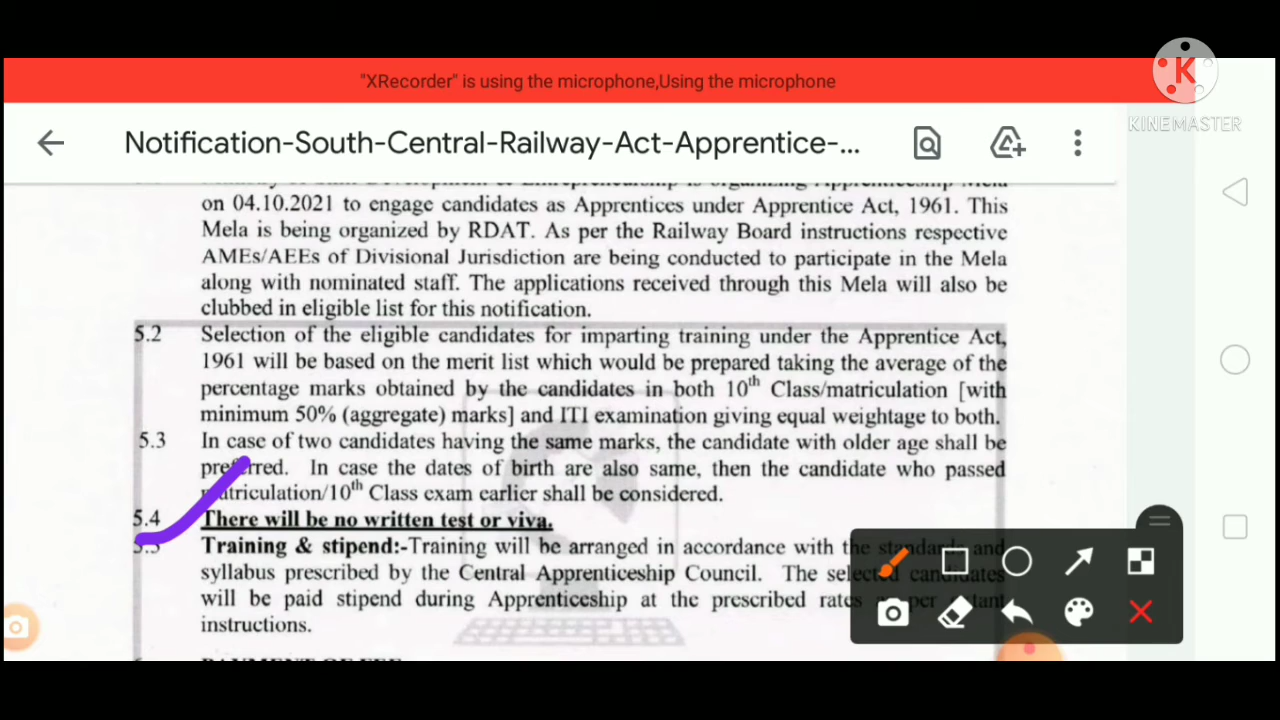 "XRecorder" is using the microphone,Using the microphone
K
KINEMASTER
Notification-South-Central-Railway-Act-Apprentice-...
on 04.10.2021 to engage candidates as Apprentices under Apprentice Act, 1961. This
Mela is being organized by RDAT. As per the Railway Board instructions respective
AMEs/AEEs of Divisional Jurisdiction are being conducted to participate in the Mela
along with nominated staff. The applications received through this Mela will also be
clubbed in eligible list for this notification.
5.2 Selection of the eligible candidates for imparting training under the Apprentice Act,
1961 will be based on the merit list which would be prepared taking the average of the
percentage marks obtained by the candidates in both 10th Class/matriculation [with
minimum 50% (aggregate) marks] and ITI examination giving equal weightage to both.
5.3 In case of two candidates having the same marks, the candidate with older age shall be
preferred. In case the dates of birth are also same, then the candidate who passed
matriculation/10th Class exam earlier shall be considered.
5.4 There will be no written test or viva.
5.5 Training & stipend:-Training will be arranged in accordance with the standards and
syllabus prescribed by the Central Apprenticeship Council. The selected candidates
will be paid stipend during Apprenticeship at the prescribed rates as per extant
instructions.